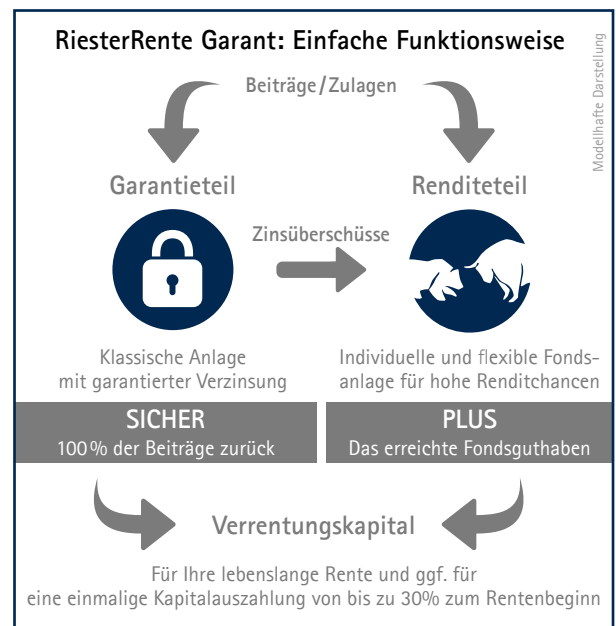 RiesterRente Garant: Einfache Funktionsweise
Modellhafte Darstellung
Beiträge/Zulagen
Garantieteil
Renditeteil
Zinsüberschüsse
Klassische Anlage
mit garantierter Verzinsung
Individuelle und flexible Fonds-
anlage für hohe Renditchancen
SICHER
100% der Beiträge zurück
PLUS
Das erreichte Fondsguthaben
Verrentungskapital
Für Ihre lebenslange Rente und ggf. für
eine einmalige Kapitalauszahlung von bis zu 30% zum Rentenbeginn